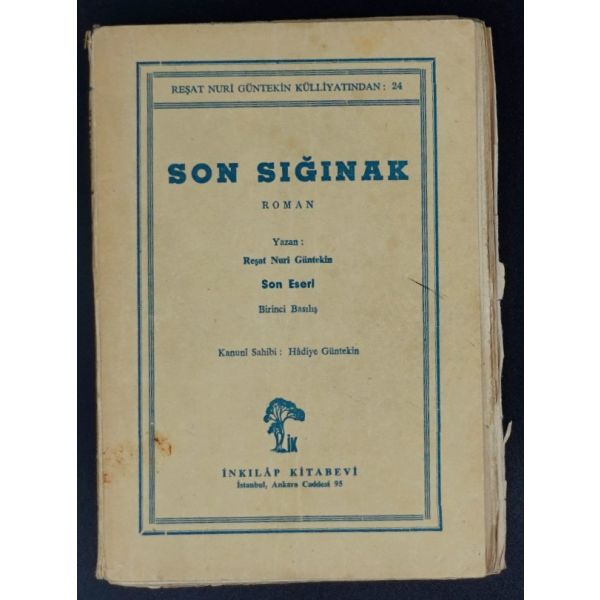 REŞAT NURİ GÜNTEKİN KÜLLİYATINDAN : 24
SON SIĞINAK
ROMAN
Yazan :
Reşat Nuri Güntekin
Son Eseri
Birinci Basılış
Kanunî Sahibi : Hâdiye Güntekin
İK
İNKILÂP KİTABEVİ
İstanbul, Ankara Caddesi 95